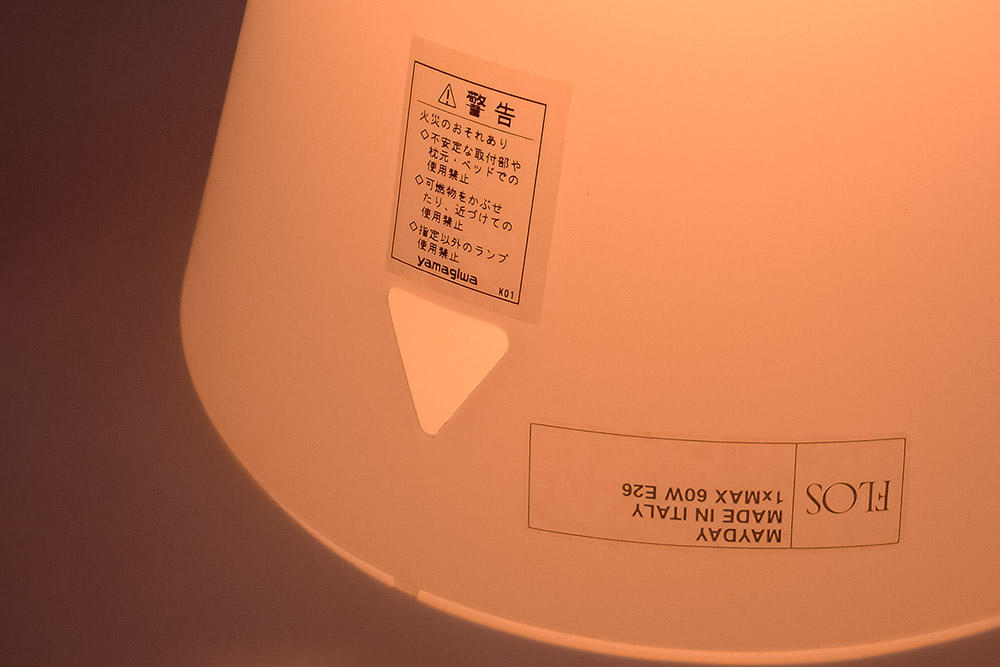 警告
火災のおそれあり
◇不安定な取付部や
枕元・ベッドでの
使用禁止
◇可燃物をかぶせ
たり、近づけての
使用禁止
◇指定以外のランプ
使用禁止
yamagiwa
K01
FLOS
MAYDAY
MADE IN ITALY
1xMAX 60W E26